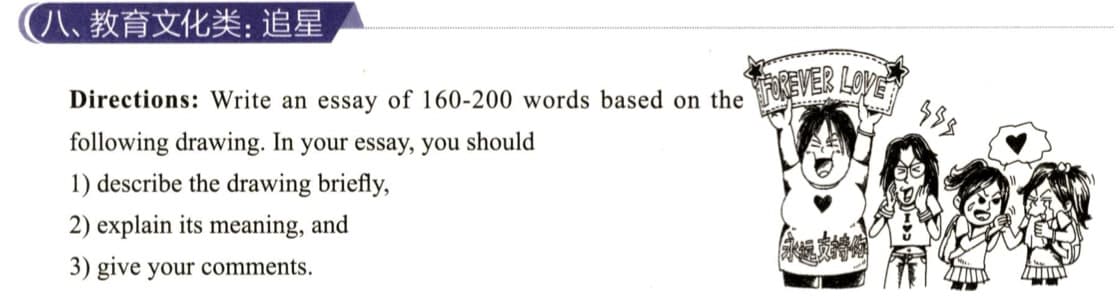 八、教育文化类：追星
Directions: Write an essay of 160-200 words based on the
following drawing. In your essay, you should
1) describe the drawing briefly,
2) explain its meaning, and
3) give your comments.
FOREVER LOVE
I♥U
永远支持你